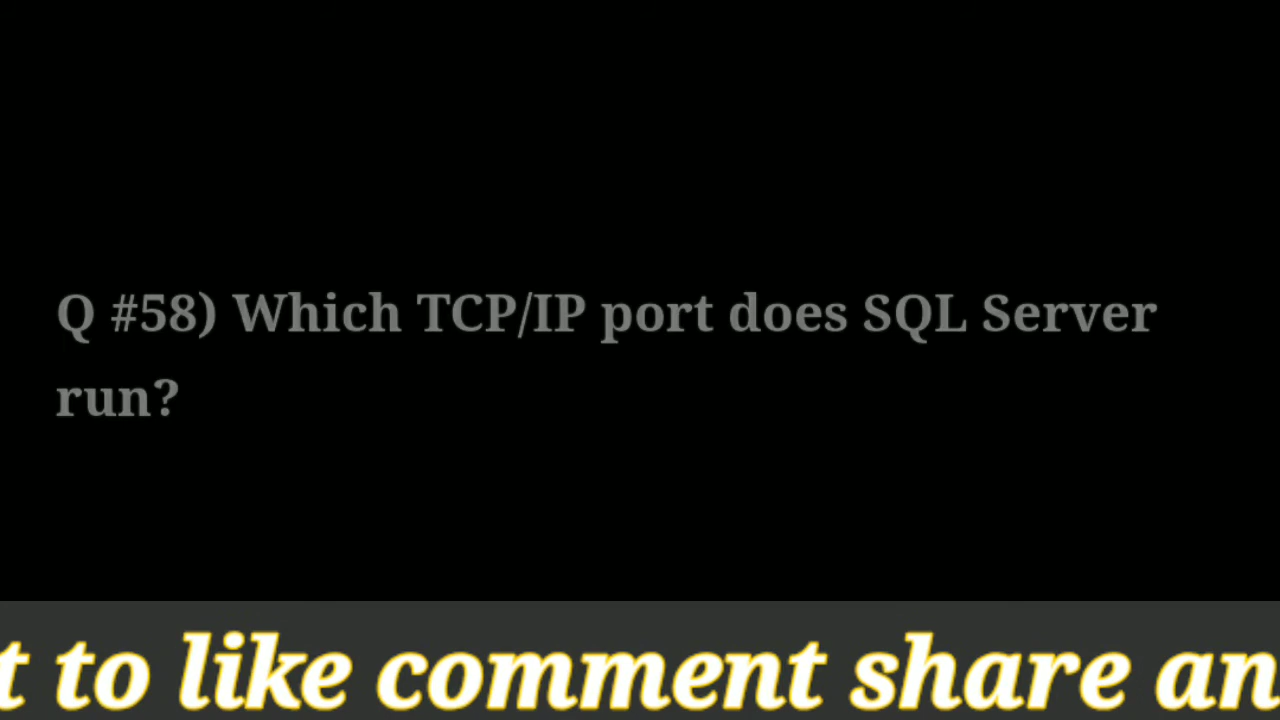 Q #58) Which TCP/IP port does SQL Server
run?
t to like comment share an